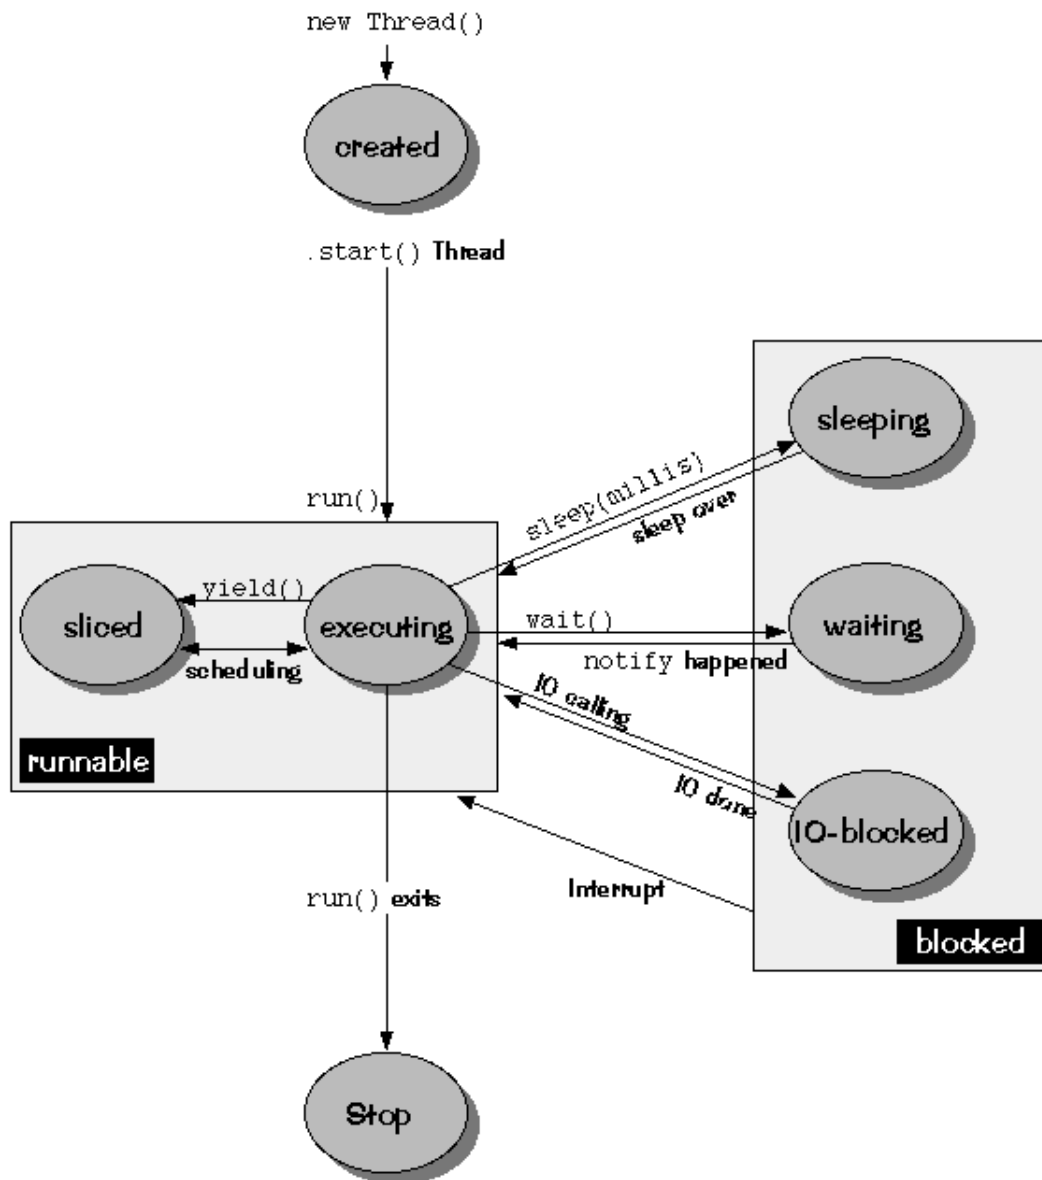 new Thread()
created
.start() Thread
run()
sleeping
sleep(millis)
sleep over
yield()
sliced
executing
scheduling
wait()
notify happened
waiting
IO calling
IO done
runnable
IO-blocked
Interrupt
blocked
run() exits
Stop